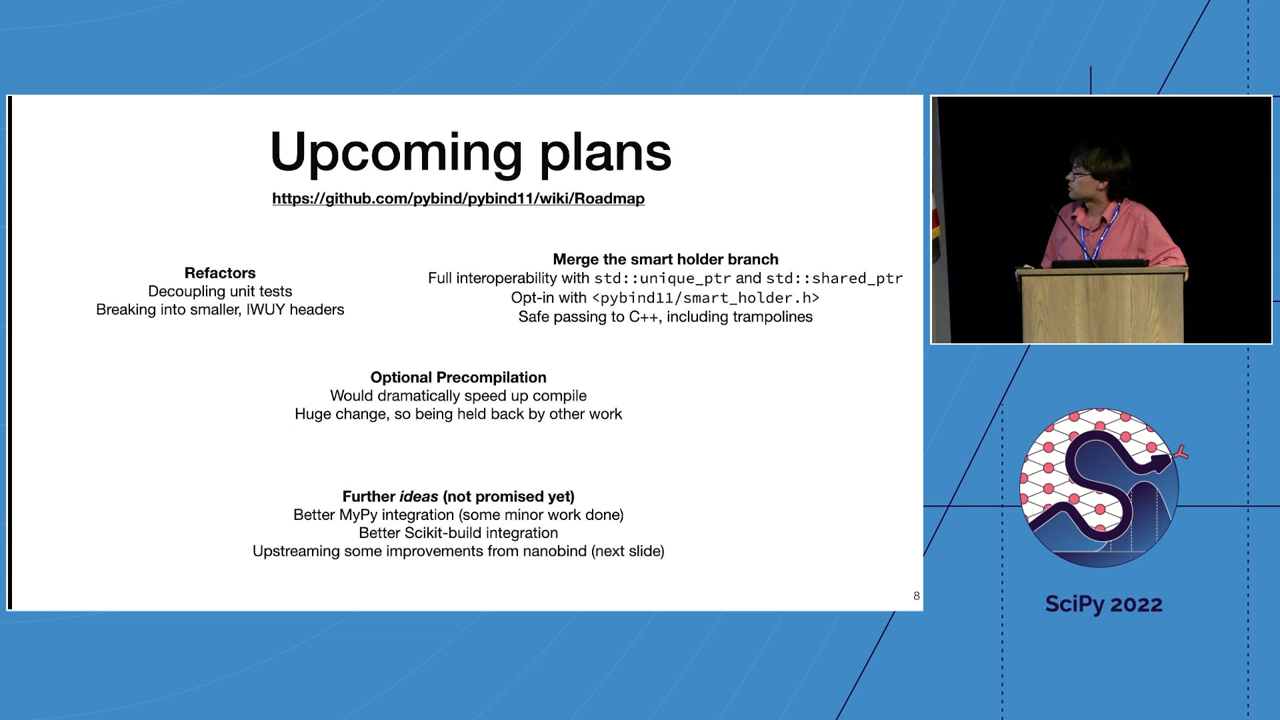 Upcoming plans
https://github.com/pybind/pybind11/wiki/Roadmap
Refactors
Decoupling unit tests
Breaking into smaller, IWUY headers
Merge the smart holder branch
Full interoperability with std::unique_ptr and std::shared_ptr
Opt-in with <pybind11/smart_holder.h>
Safe passing to C++, including trampolines
Optional Precompilation
Would dramatically speed up compile
Huge change, so being held back by other work
Further ideas (not promised yet)
Better MyPy integration (some minor work done)
Better Scikit-build integration
Upstreaming some improvements from nanobind (next slide)
8
SciPy 2022